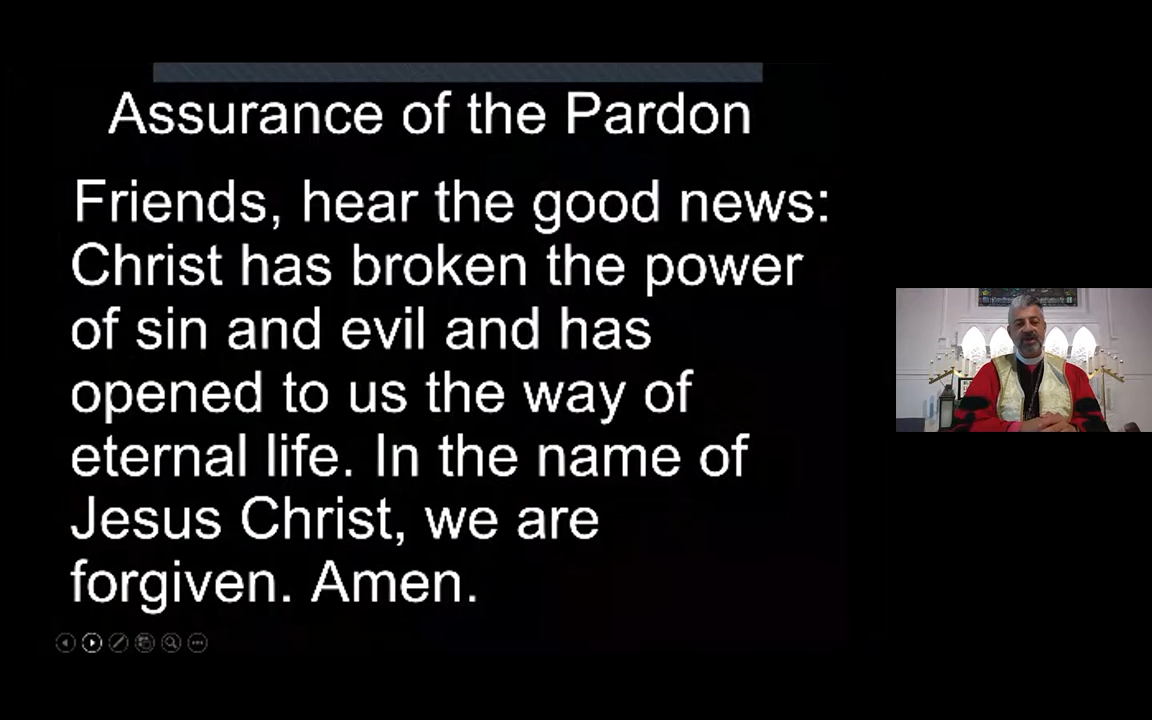 Assurance of the Pardon
Friends, hear the good news:
Christ has broken the power
of sin and evil and has
opened to us the way of
eternal life. In the name of
Jesus Christ, we are
forgiven. Amen.